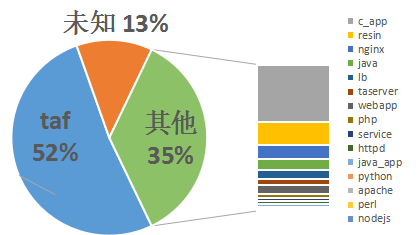 未知 13%
taf
52%
其他
35%
c_app
resin
nginx
java
lb
taserver
webapp
php
service
httpd
java_app
python
apache
perl
nodejs